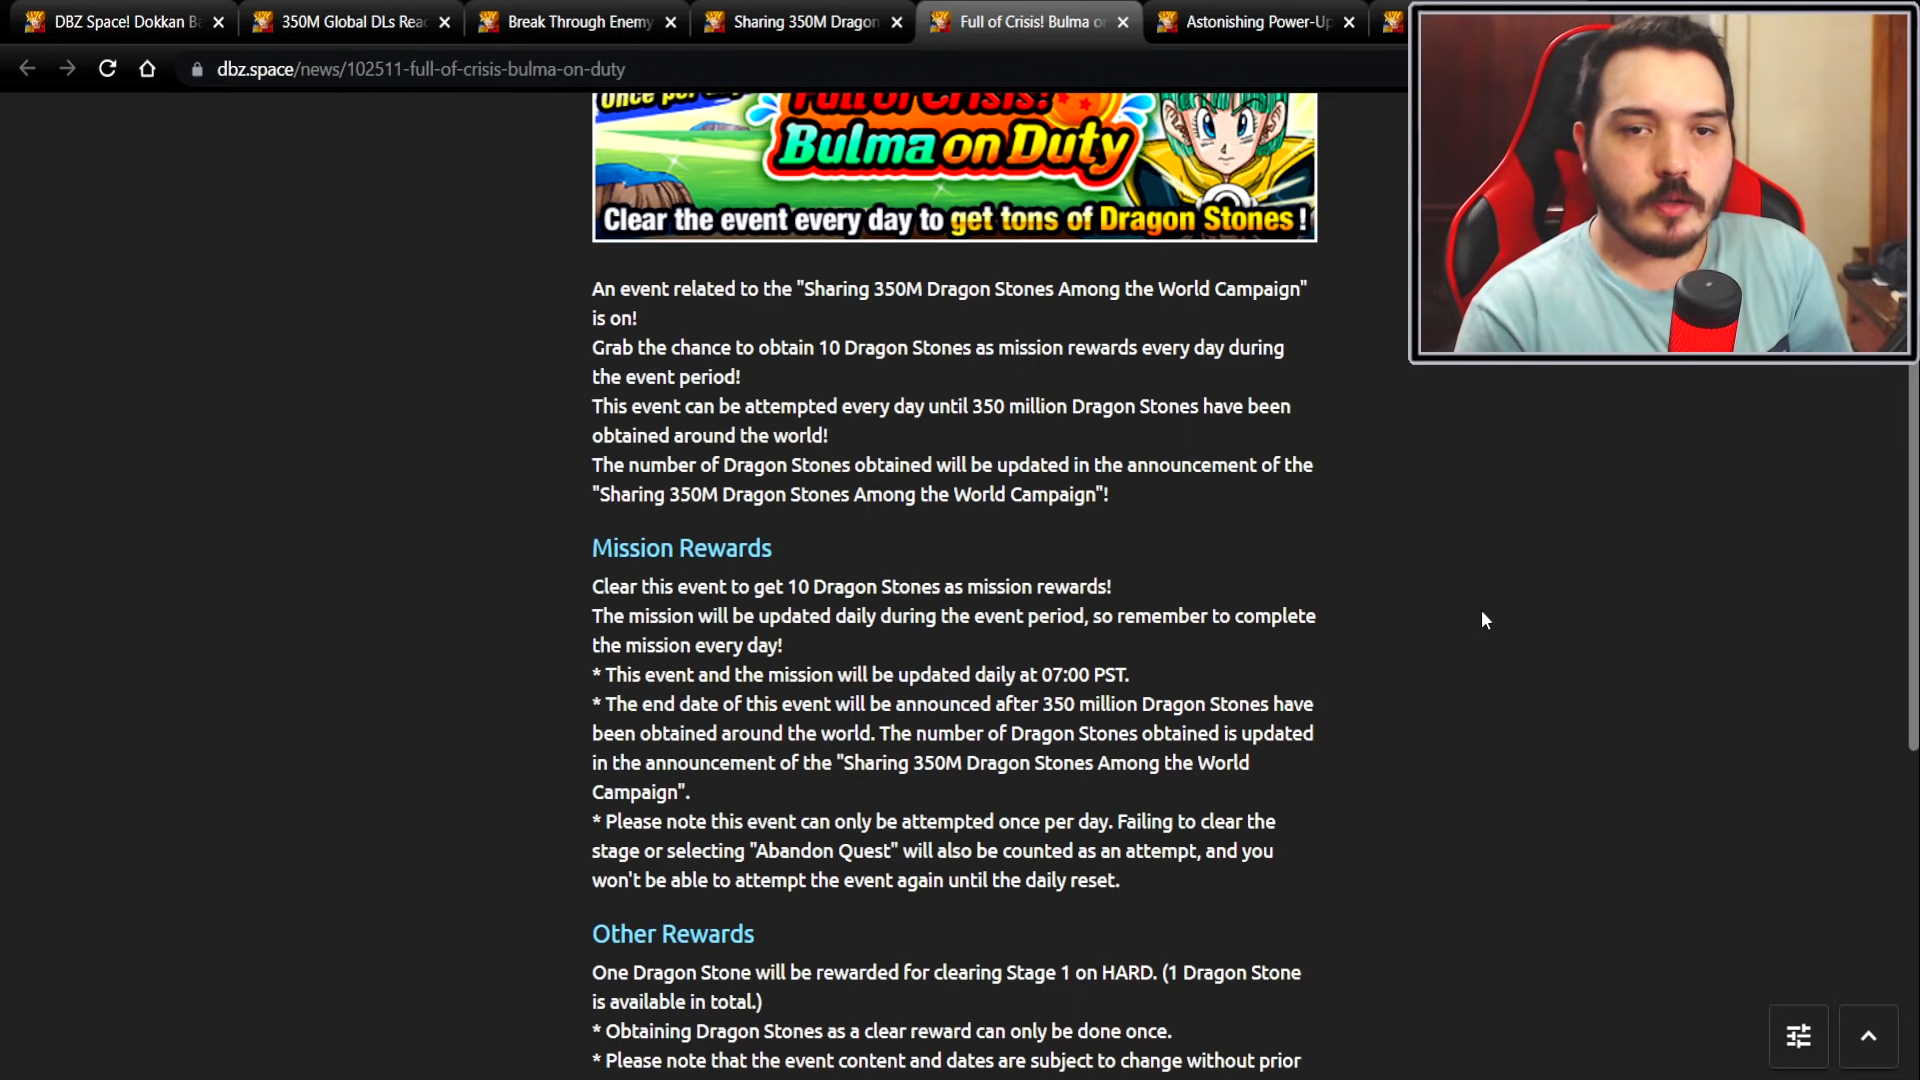 DBZ Space! Dokkan Ba
350M Global DLs Reac
Break Through Enemy
Sharing 350M Dragon
Full of Crisis! Bulma o
Astonishing Power-Up
dbz.space/news/102511-full-of-crisis-bulma-on-duty
Once per
Full of Crisis!
Bulma on Duty
Clear the event every day to get tons of Dragon Stones!
An event related to the "Sharing 350M Dragon Stones Among the World Campaign"
is on!
Grab the chance to obtain 10 Dragon Stones as mission rewards every day during
the event period!
This event can be attempted every day until 350 million Dragon Stones have been
obtained around the world!
The number of Dragon Stones obtained will be updated in the announcement of the
"Sharing 350M Dragon Stones Among the World Campaign"!
Mission Rewards
Clear this event to get 10 Dragon Stones as mission rewards!
The mission will be updated daily during the event period, so remember to complete
the mission every day!
* This event and the mission will be updated daily at 07:00 PST.
* The end date of this event will be announced after 350 million Dragon Stones have
been obtained around the world. The number of Dragon Stones obtained is updated
in the announcement of the "Sharing 350M Dragon Stones Among the World
Campaign".
* Please note this event can only be attempted once per day. Failing to clear the
stage or selecting "Abandon Quest" will also be counted as an attempt, and you
won't be able to attempt the event again until the daily reset.
Other Rewards
One Dragon Stone will be rewarded for clearing Stage 1 on HARD. (1 Dragon Stone
is available in total.)
* Obtaining Dragon Stones as a clear reward can only be done once.
* Please note that the event content and dates are subject to change without prior